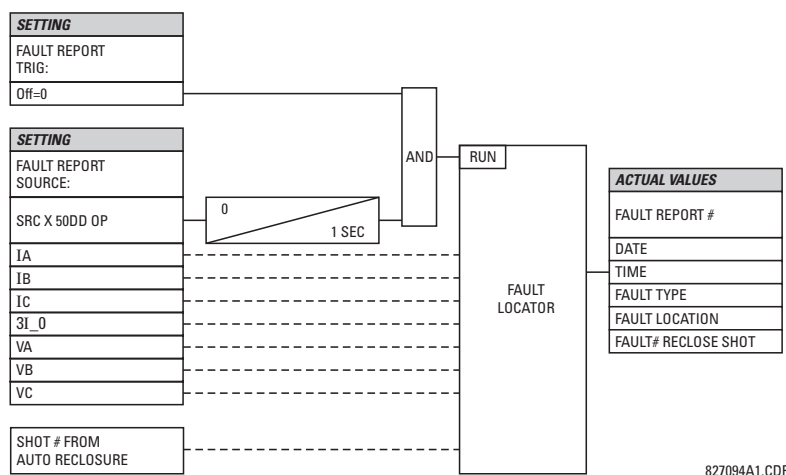 SETTING
FAULT REPORT
TRIG:
Off=0
SETTING
FAULT REPORT
SOURCE:
SRC X 50DD OP
IA
IB
IC
3I_0
VA
VB
VC
SHOT # FROM
AUTO RECLOSURE
0
1 SEC
AND
RUN
FAULT
LOCATOR
ACTUAL VALUES
FAULT REPORT #
DATE
TIME
FAULT TYPE
FAULT LOCATION
FAULT# RECLOSE SHOT
827094A1.CDR